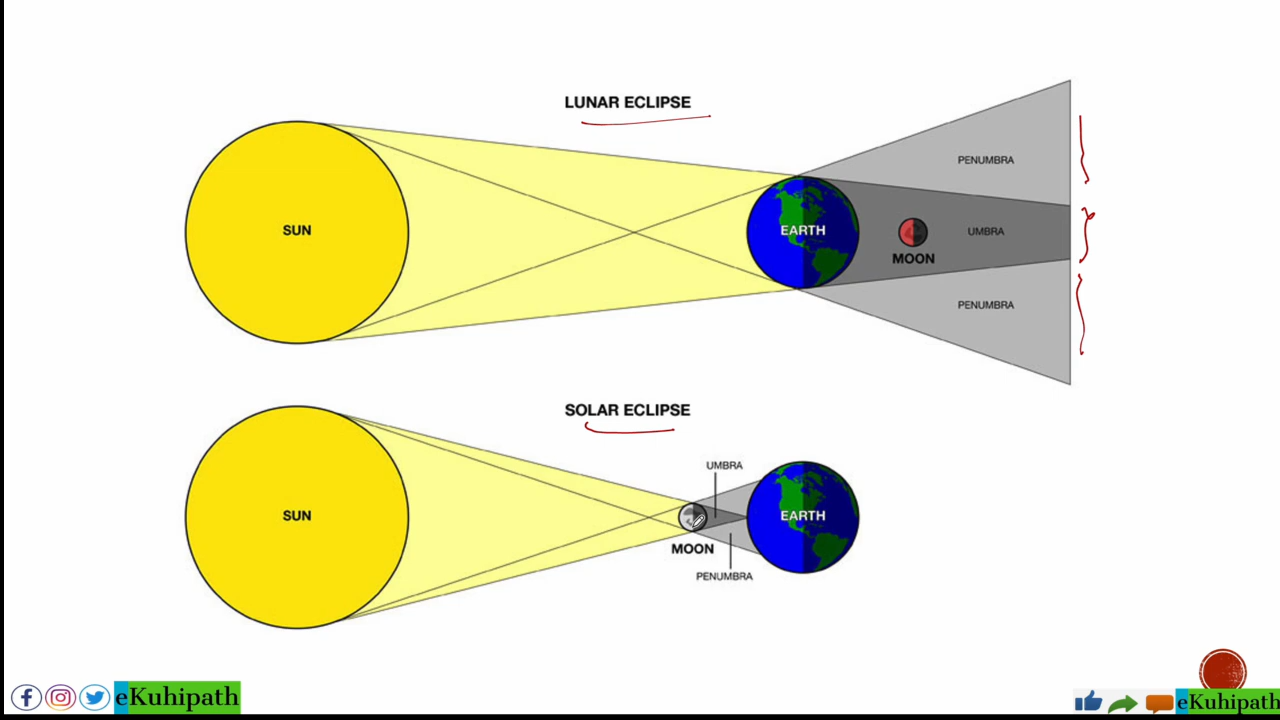 LUNAR ECLIPSE
PENUMBRA
SUN
EARTH
UMBRA
MOON
PENUMBRA
SOLAR ECLIPSE
UMBRA
SUN
EARTH
MOON
PENUMBRA
eKuhipath
eKuhipath